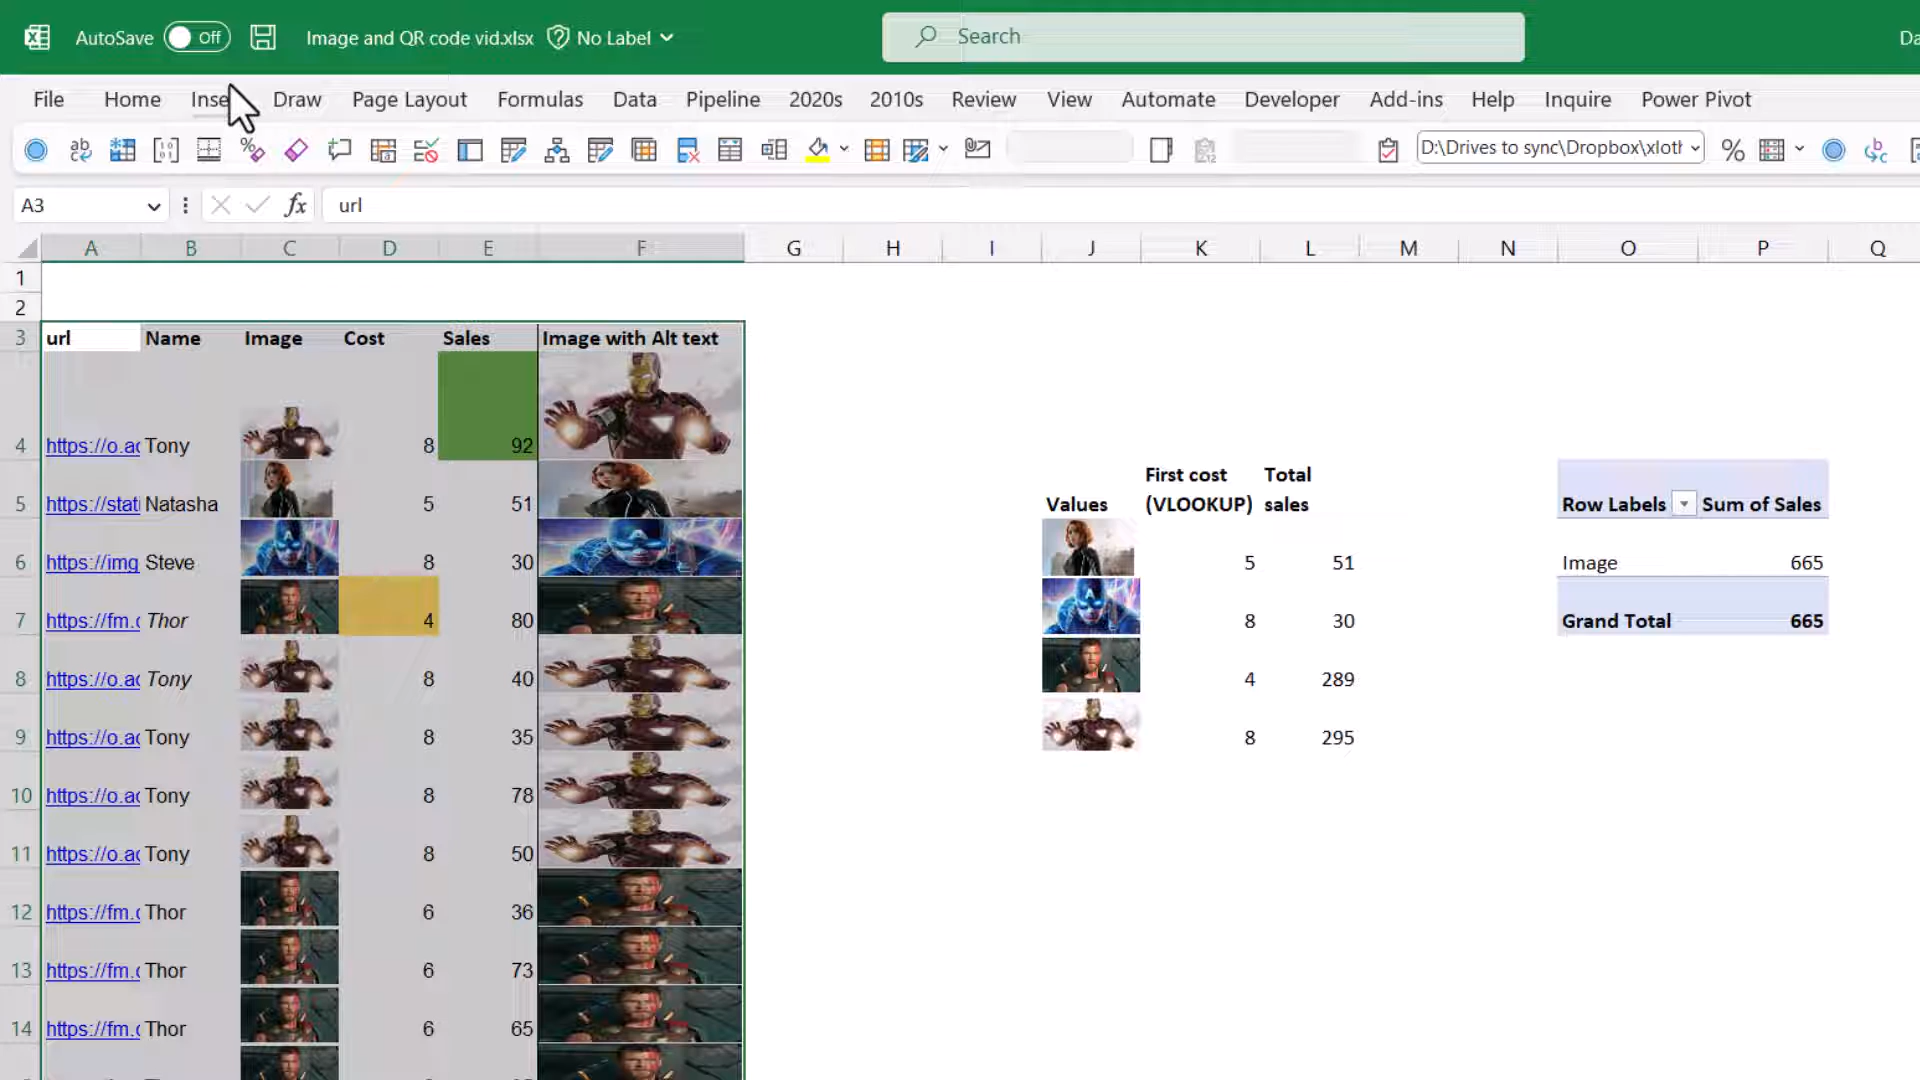 AutoSave Off Image and QR code vid.xlsx No Label Search
File Home Draw Page Layout Formulas Data Pipeline 2020s 2010s Review View Automate Developer Add-ins Help Inquire Power Pivot
D:\Drives to sync\Dropbox\xlotl
A3 fx url
A B C D E F G H I J K L M N O P Q
1
2
3 url Name Image Cost Sales Image with Alt text
4 https://o.ac Tony 8 92
First cost Total
5 https://stati Natasha 5 51 Values (VLOOKUP) sales Row Labels Sum of Sales
6 https://img Steve 8 30 5 51 Image 665
7 https://fm.c Thor 4 80 8 30 Grand Total 665
8 https://o.ac Tony 8 40 4 289
9 https://o.ac Tony 8 35 8 295
10 https://o.ac Tony 8 78
11 https://o.ac Tony 8 50
12 https://fm.c Thor 6 36
13 https://fm.c Thor 6 73
14 https://fm.c Thor 6 65